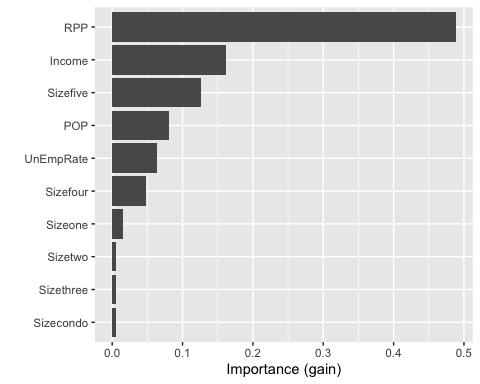 RPP
Income
Sizefive
POP
UnEmpRate
Sizefour
Sizeone
Sizetwo
Sizethree
Sizecondo
0.0 0.1 0.2 0.3 0.4 0.5
Importance (gain)